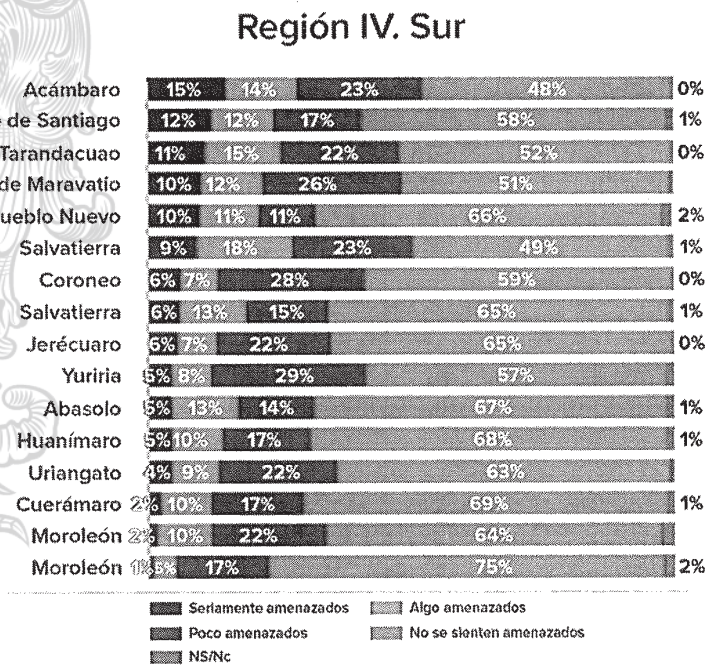 Región IV. Sur
Acámbaro 15% 14% 23% 48% 0%
de Santiago 12% 12% 17% 58% 1%
Tarandacuao 11% 15% 22% 52% 0%
de Maravatío 10% 12% 26% 51%
ueblo Nuevo 10% 11% 11% 66% 2%
Salvatierra 9% 18% 23% 49% 1%
Coroneo 6% 7% 28% 59% 0%
Salvatierra 6% 13% 15% 65% 1%
Jerécuaro 6% 7% 22% 65% 0%
Yuriria 5% 8% 29% 57%
Abasolo 5% 13% 14% 67% 1%
Huanímaro 5% 10% 17% 68% 1%
Uriangato 4% 9% 22% 63%
Cuerámaro 2% 10% 17% 69% 1%
Moroleón 2% 10% 22% 64%
Moroleón 1% 5% 17% 75% 2%
Seriamente amenazados Algo amenazados
Poco amenazados No se sienten amenazados
NS/Nc